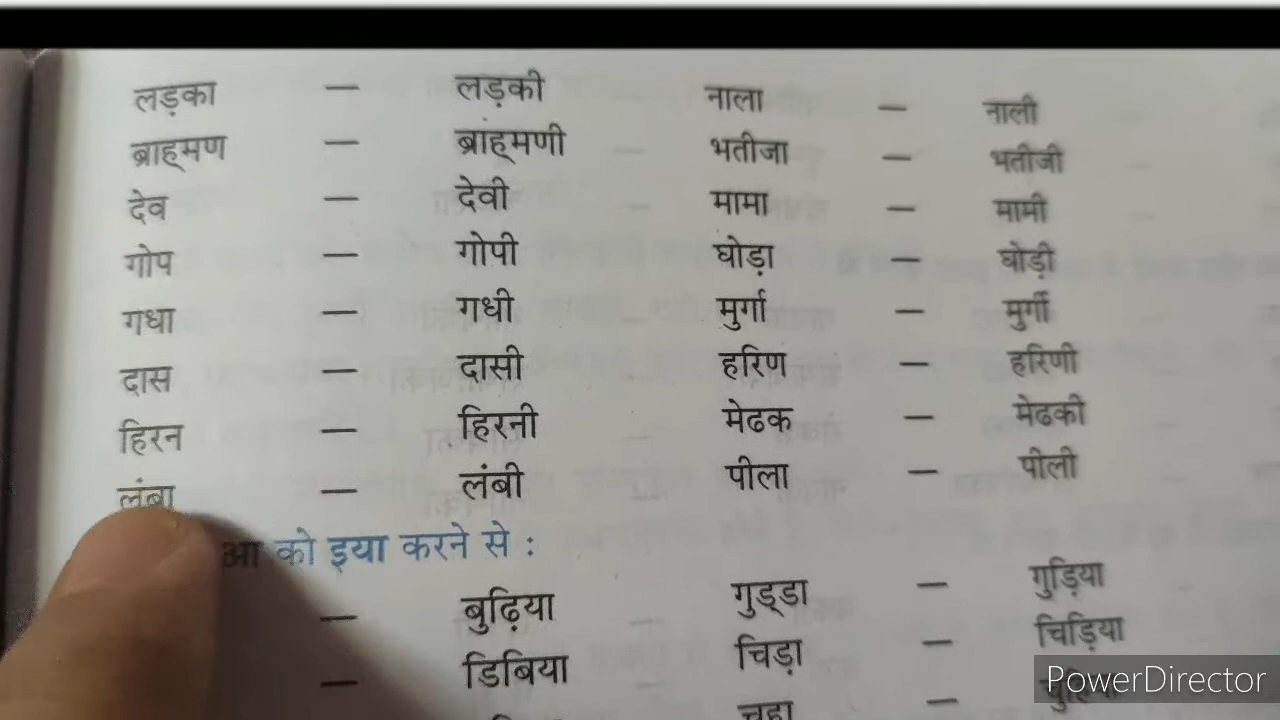 लड़का — लड़की नाला — नाली
ब्राह्मण — ब्राह्मणी भतीजा — भतीजी
देव — देवी मामा — मामी
गोप — गोपी घोड़ा — घोड़ी
गधा — गधी मुर्गा — मुर्गी
दास — दासी हरिण — हरिणी
हिरन — हिरनी मेढक — मेढकी
लंबा — लंबी पीला — पीली
आ को इया करने से :
— बुढ़िया गुड्डा — गुड़िया
— डिबिया चिड़ा — चिड़िया
चूहा —
PowerDirector